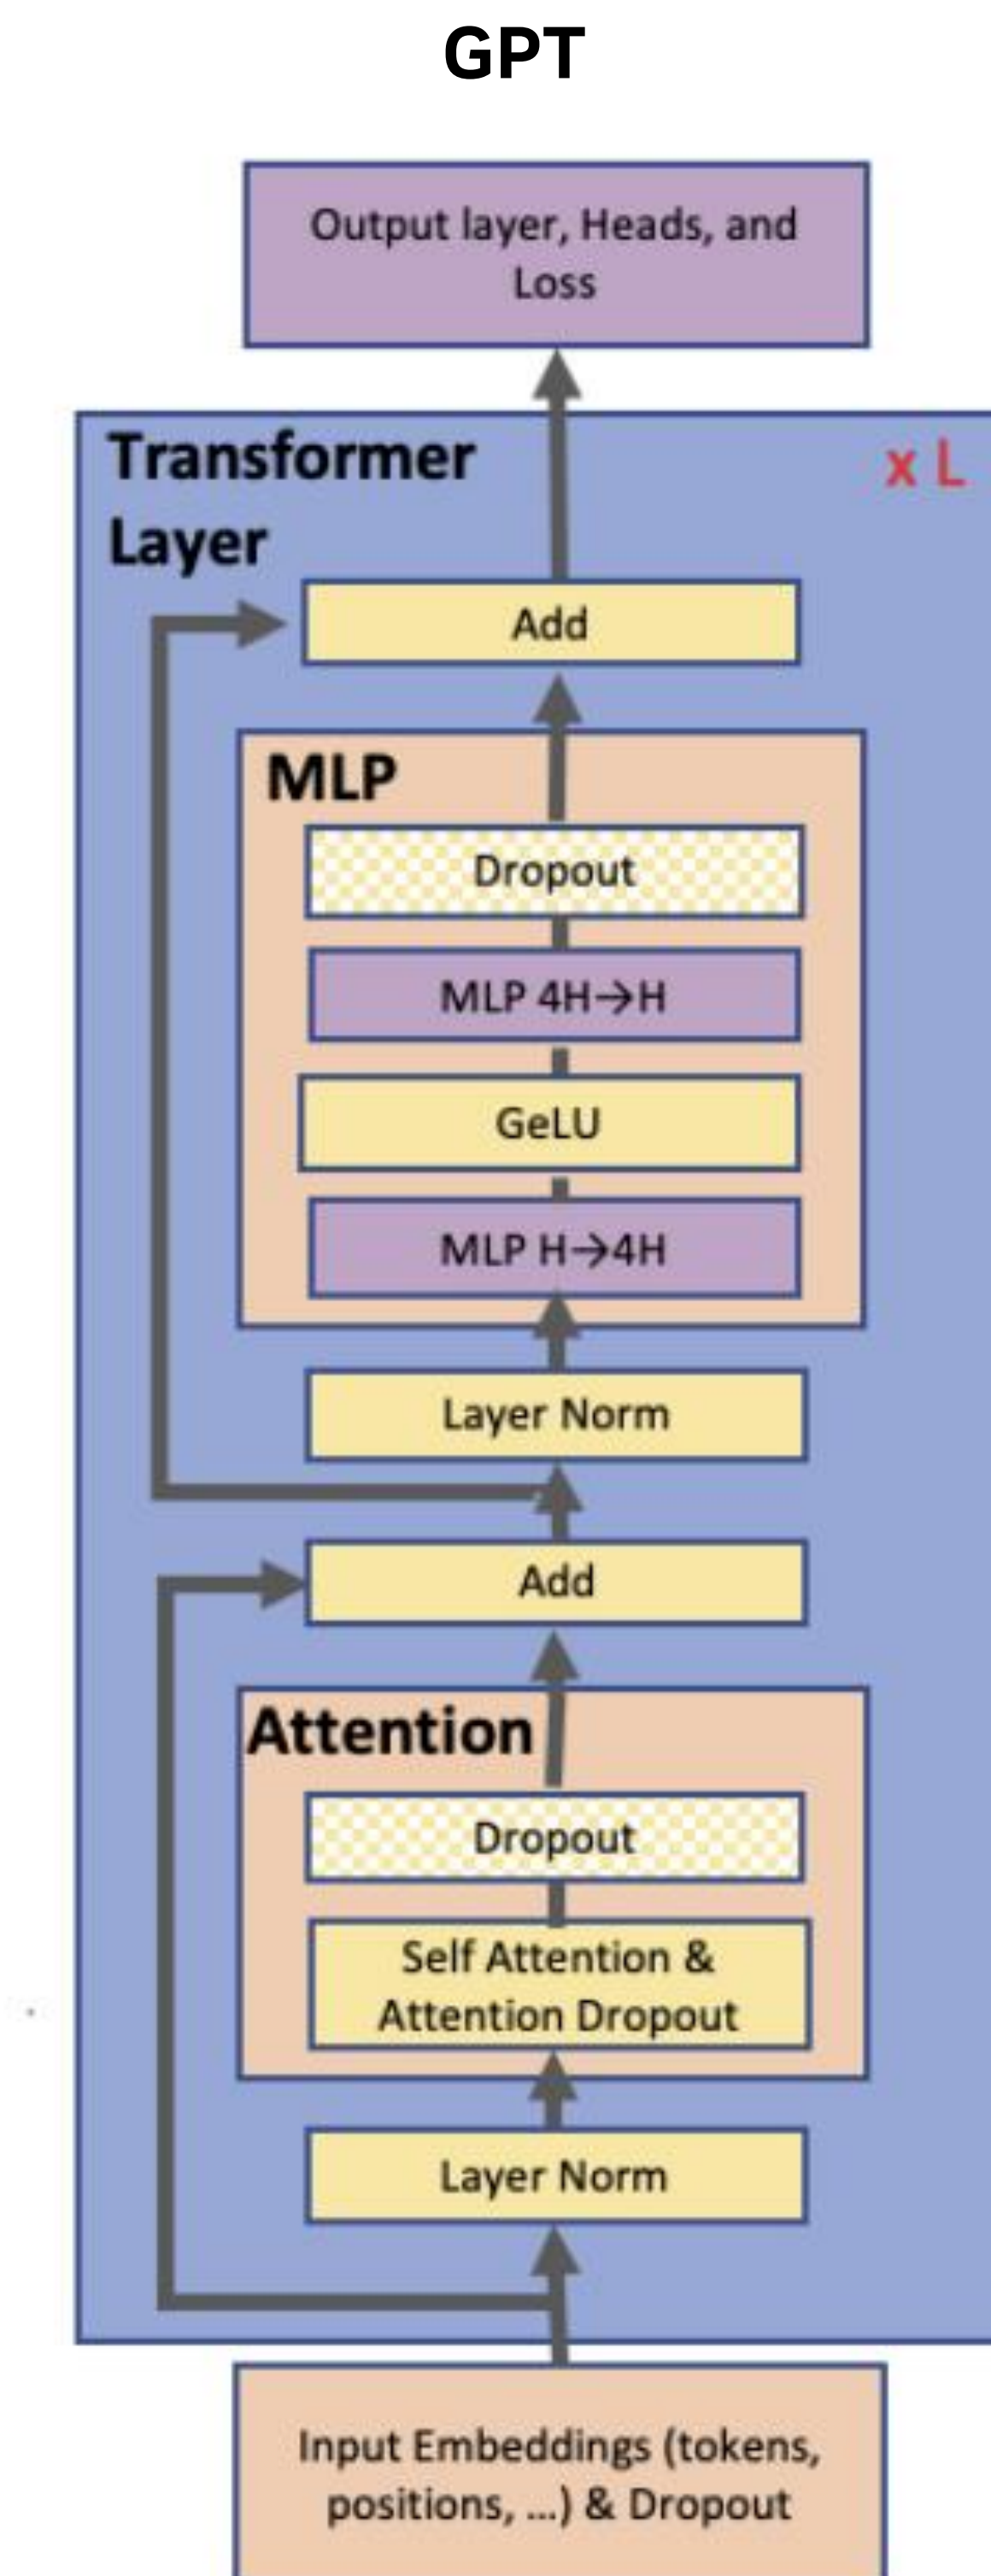 GPT
Output layer, Heads, and
Loss
Transformer
Layer
x L
Add
MLP
Dropout
MLP 4H→H
GeLU
MLP H→4H
Layer Norm
Add
Attention
Dropout
Self Attention &
Attention Dropout
Layer Norm
Input Embeddings (tokens,
positions, ...) & Dropout